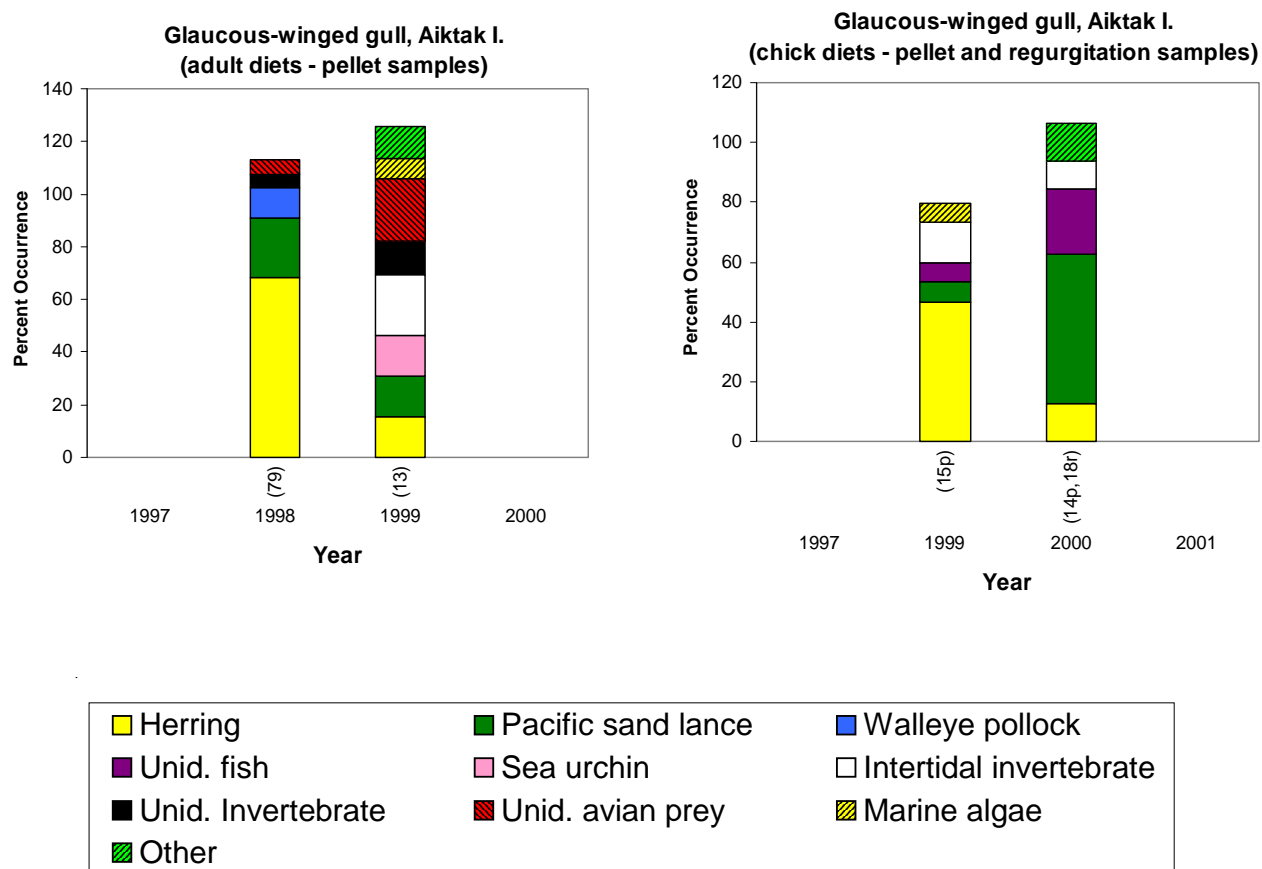 Glaucous-winged gull, Aiktak I.
(adult diets - pellet samples)
140
120
100
80
60
40
20
0
Percent Occurrence
(79)
(13)
1997 1998 1999 2000
Year
Glaucous-winged gull, Aiktak I.
(chick diets - pellet and regurgitation samples)
120
100
80
60
40
20
0
Percent Occurrence
(15p)
(14p,18r)
1997 1999 2000 2001
Year
Herring Pacific sand lance Walleye pollock
Unid. fish Sea urchin Intertidal invertebrate
Unid. Invertebrate Unid. avian prey Marine algae
Other